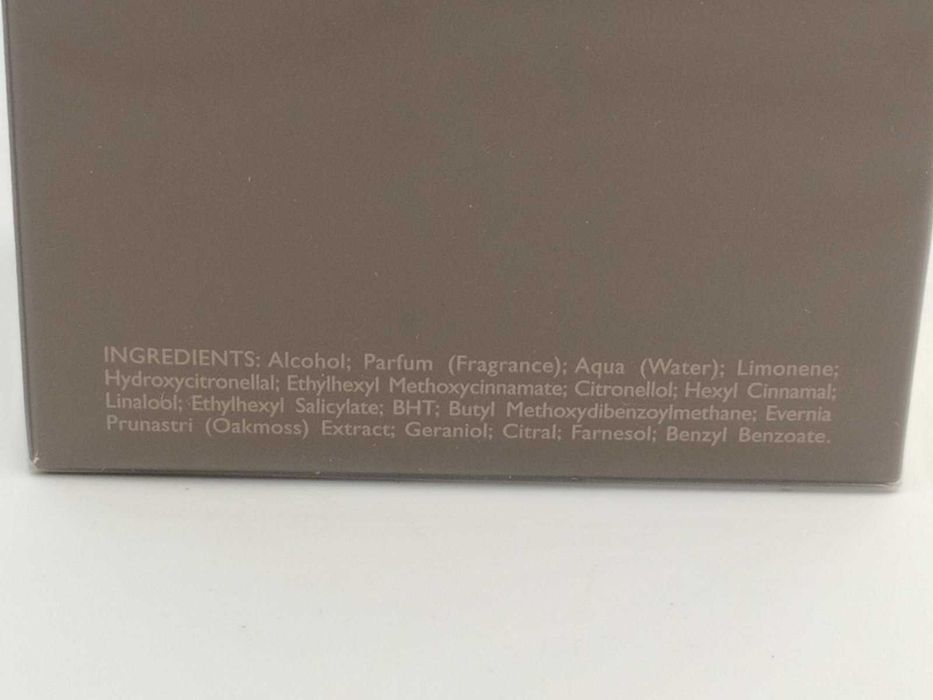 INGREDIENTS: Alcohol; Parfum (Fragrance); Aqua (Water); Limonene;
Hydroxycitronellal; Ethylhexyl Methoxycinnamate; Citronellol; Hexyl Cinnamal;
Linalool; Ethylhexyl Salicylate; BHT; Butyl Methoxydibenzoylmethane; Evernia
Prunastri (Oakmoss) Extract; Geraniol; Citral; Farnesol; Benzyl Benzoate.